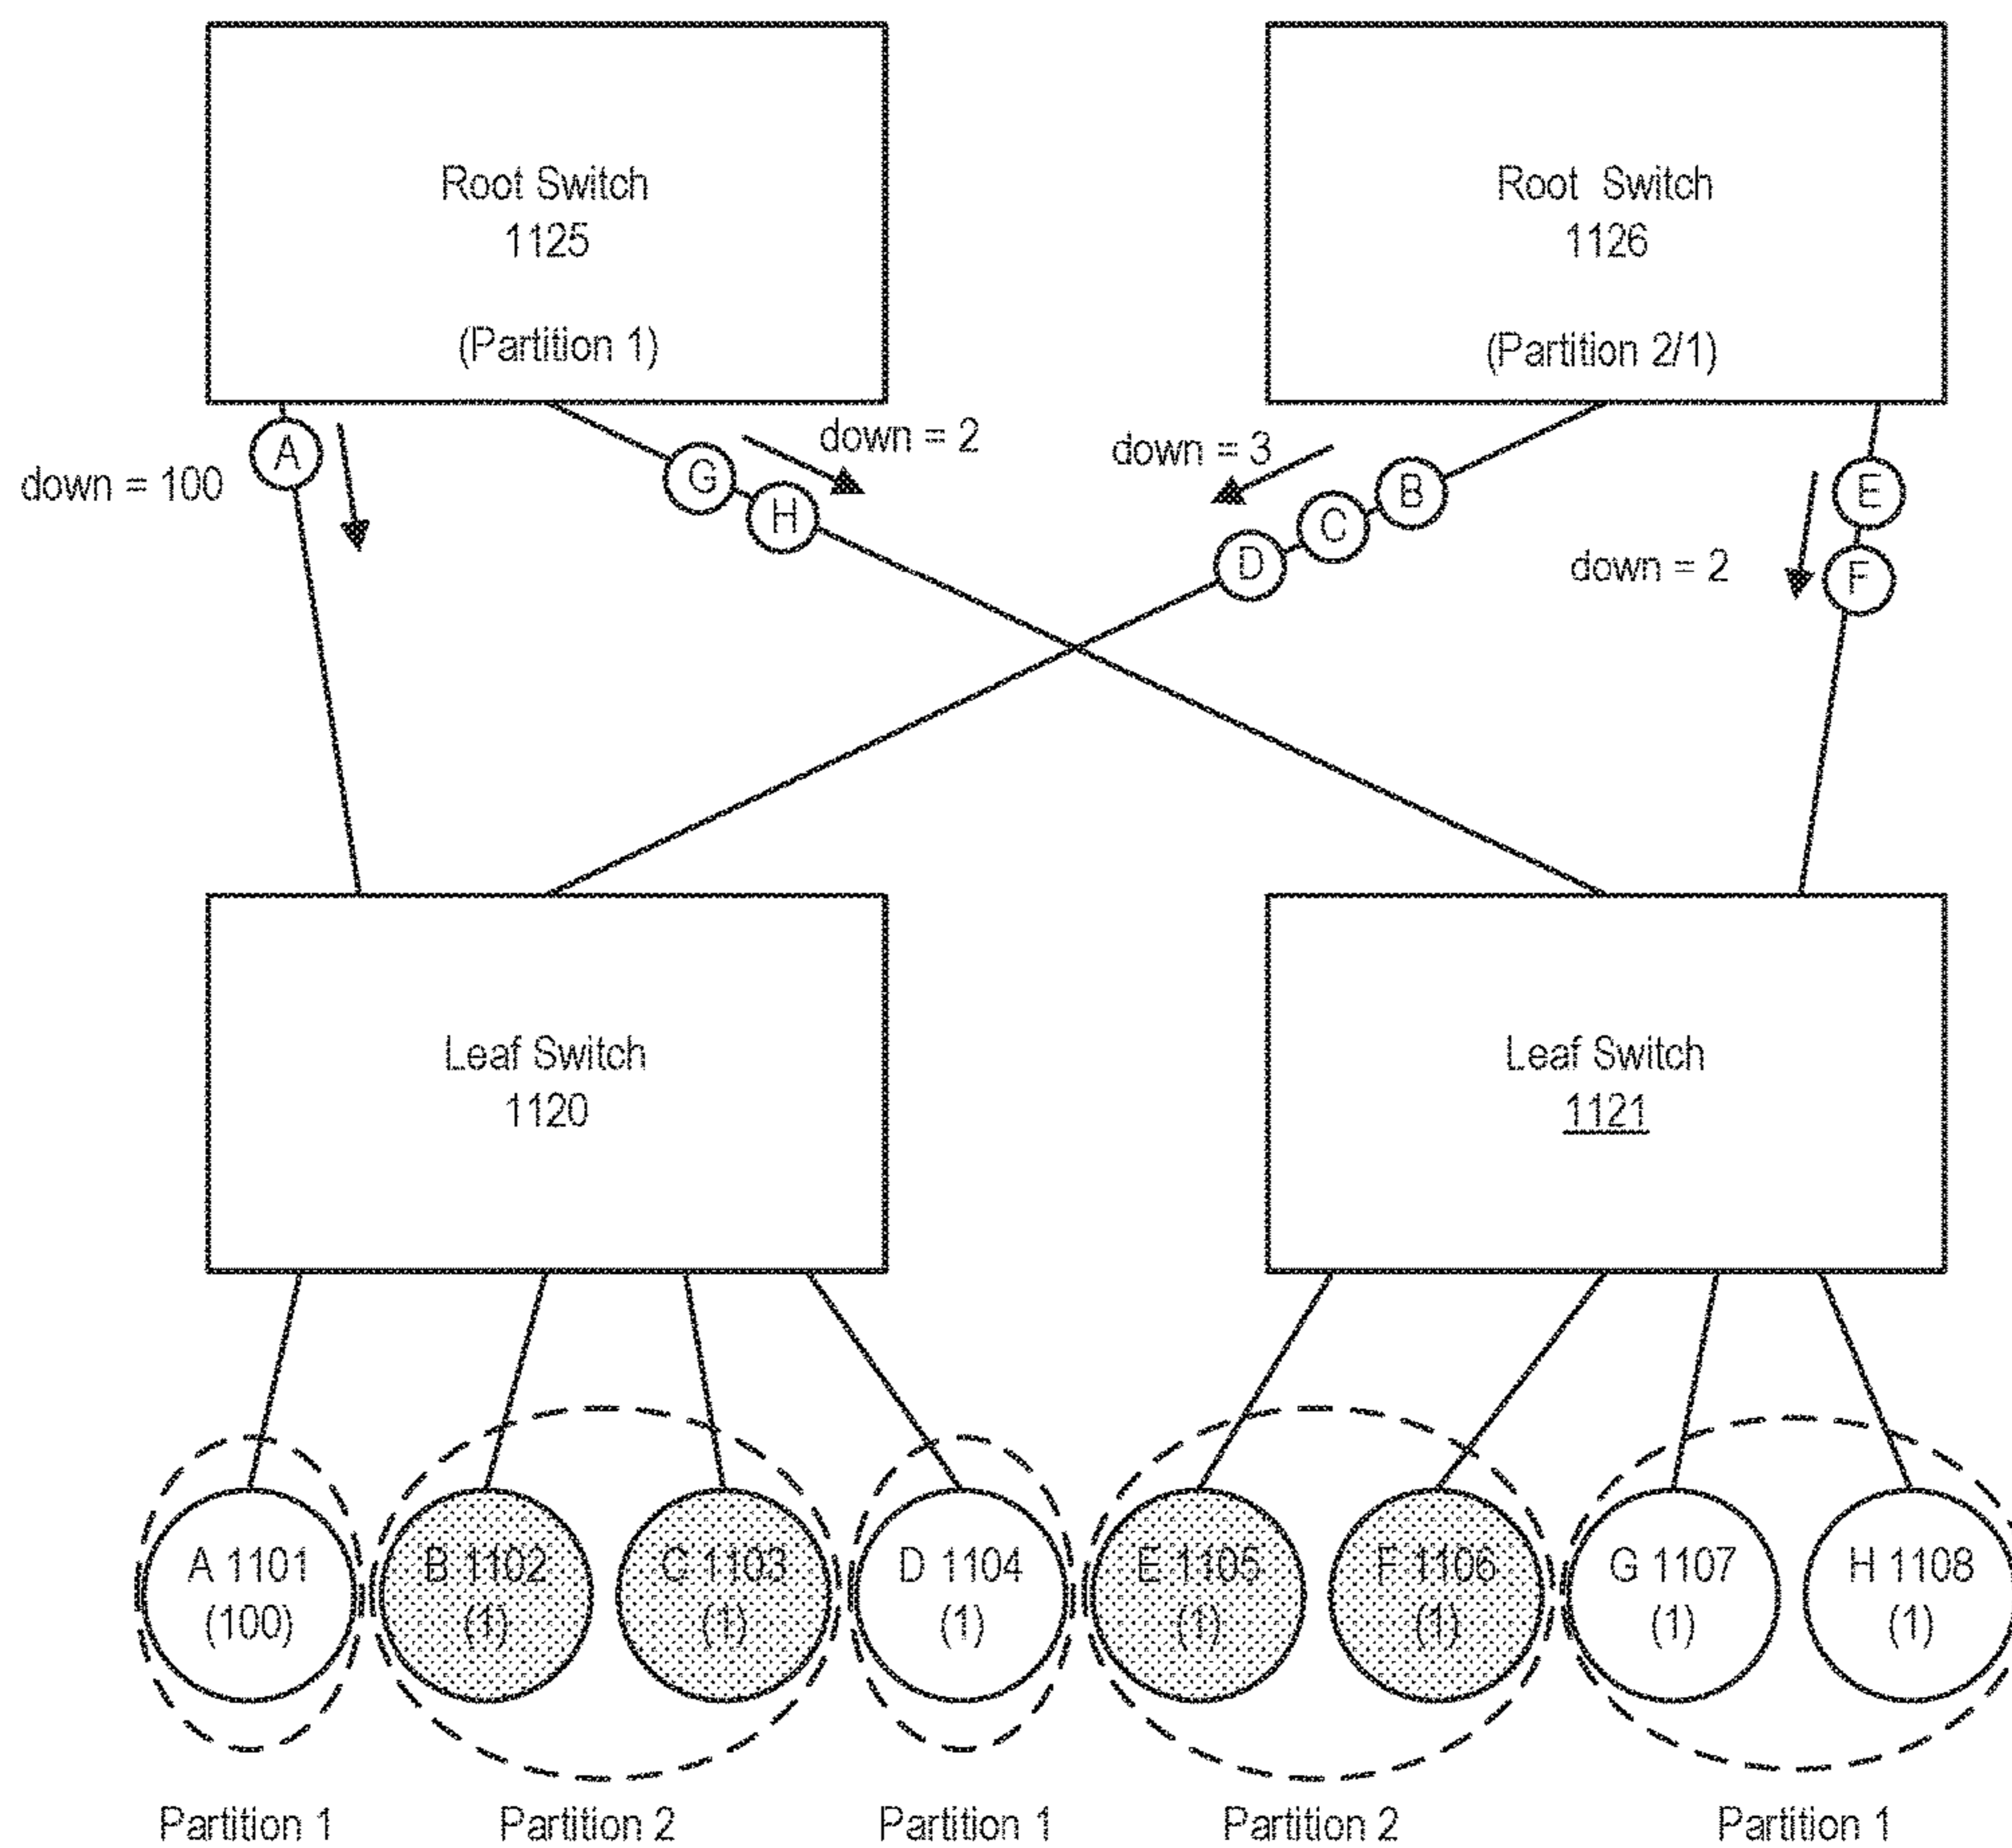 Root Switch
1125
(Partition 1)
Root Switch
1126
(Partition 2/1)
A
down = 100
G
H
down = 2
down = 3
B
C
D
E
F
down = 2
Leaf Switch
1120
Leaf Switch
1121
A 1101
(100)
B 1102
(1)
C 1103
(1)
D 1104
(1)
E 1105
(1)
F 1106
(1)
G 1107
(1)
H 1108
(1)
Partition 1
Partition 2
Partition 1
Partition 2
Partition 1